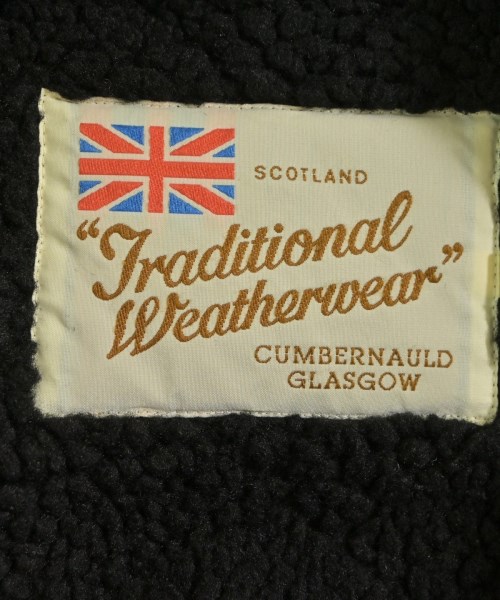 SCOTLAND
"Traditional
Weatherwear"
CUMBERNAULD
GLASGOW